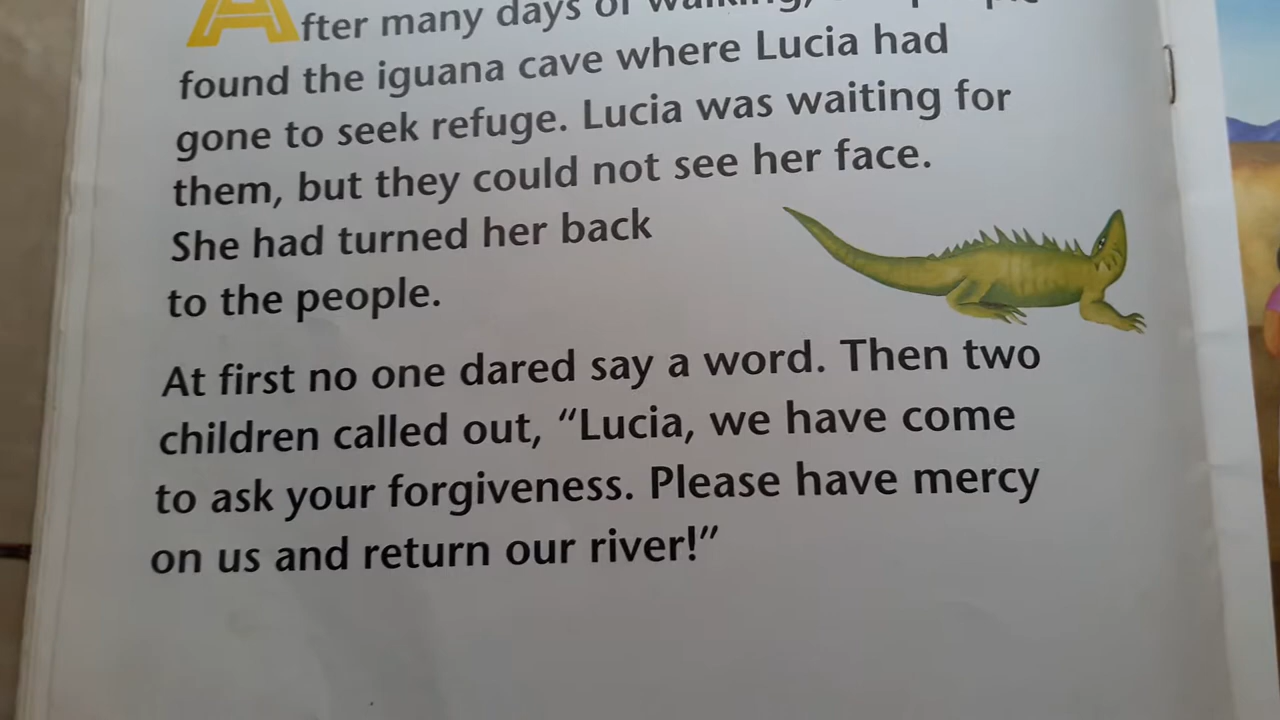 After many days of walking,
found the iguana cave where Lucia had
gone to seek refuge. Lucia was waiting for
them, but they could not see her face.
She had turned her back
to the people.
At first no one dared say a word. Then two
children called out, “Lucia, we have come
to ask your forgiveness. Please have mercy
on us and return our river!”